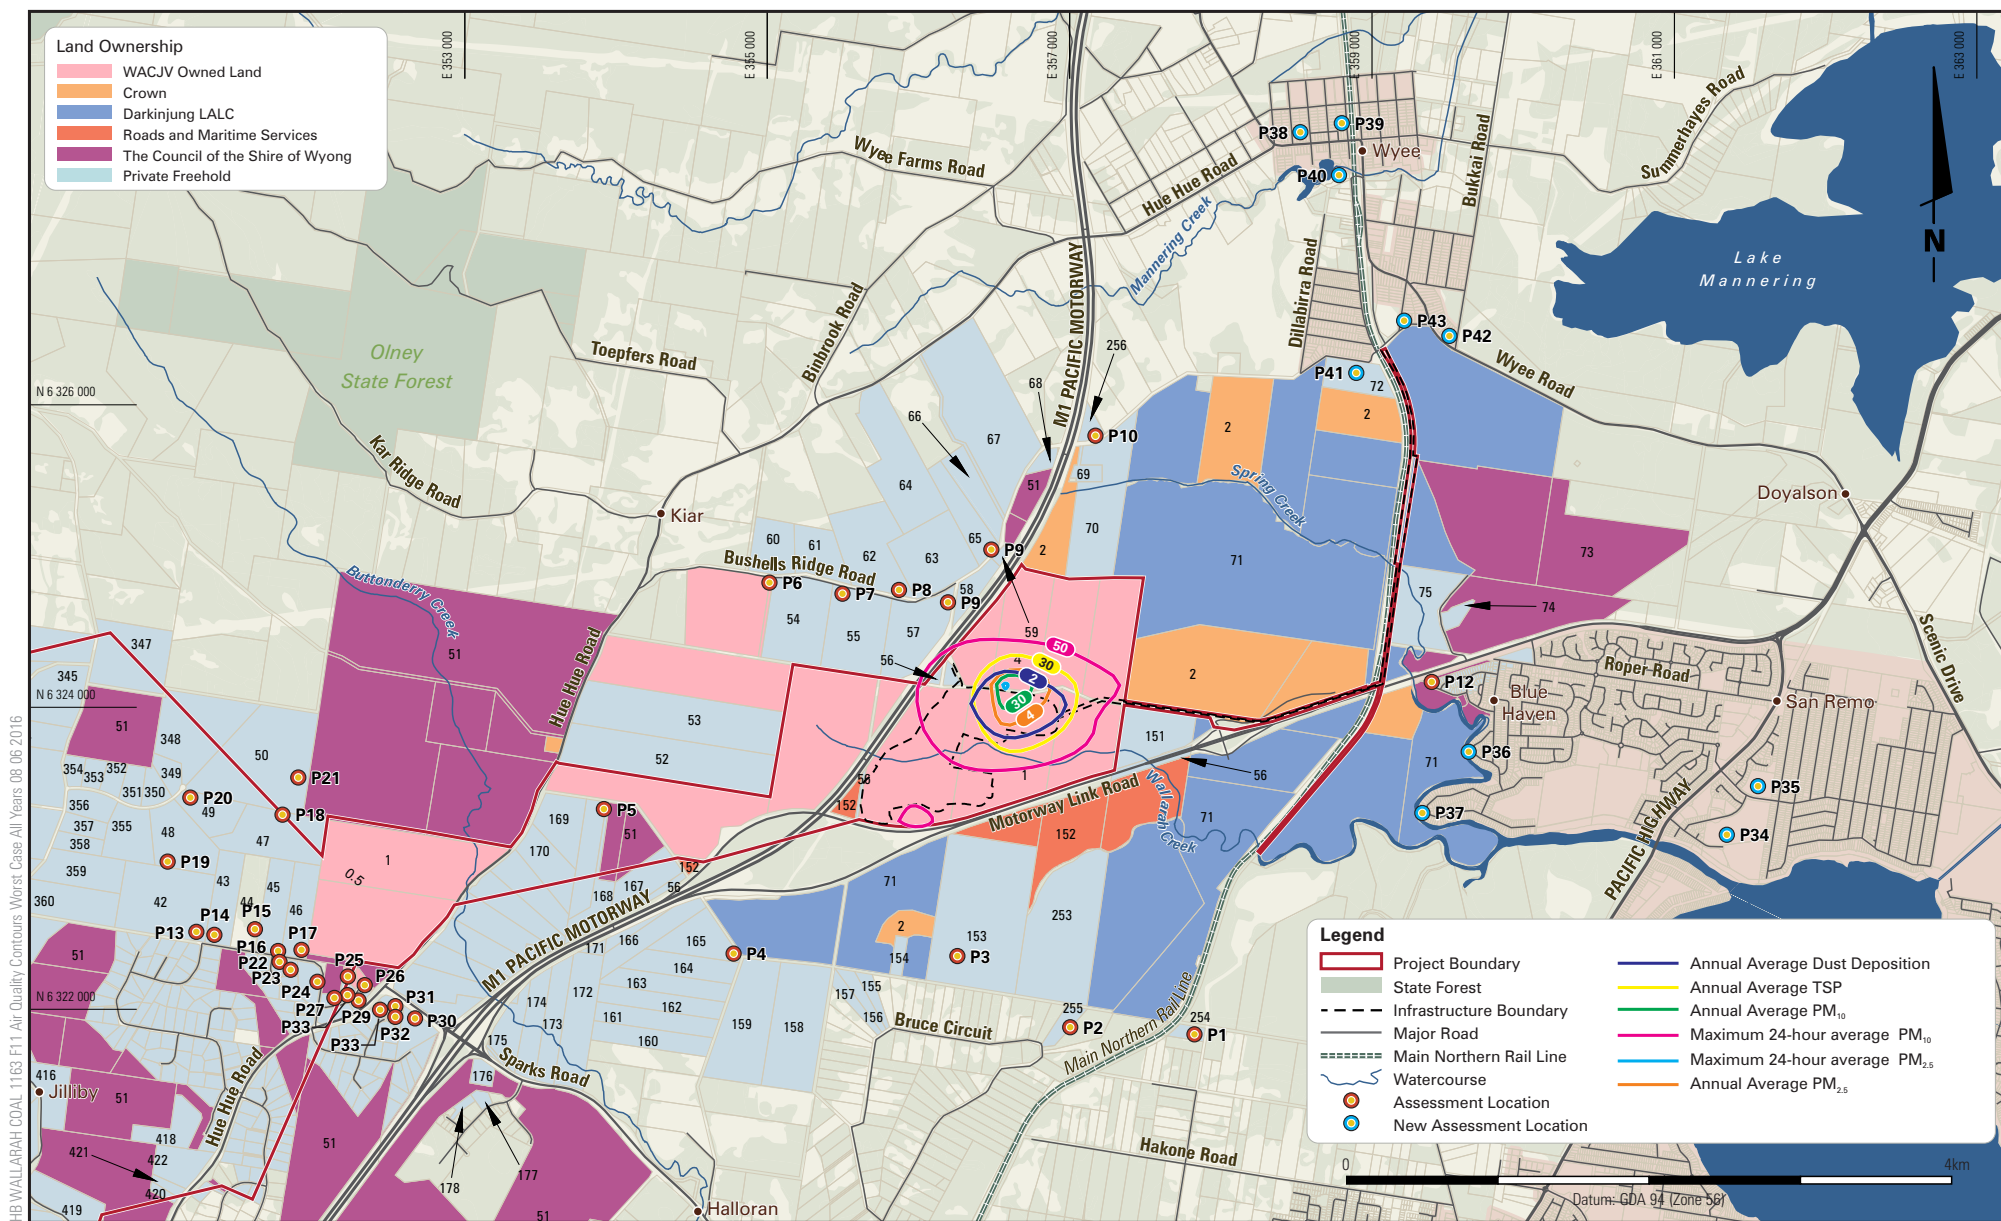 Land Ownership
WACJV Owned Land
Crown
Darkinjung LALC
Roads and Maritime Services
The Council of the Shire of Wyong
Private Freehold
E 353 000
E 355 000
E 357 000
E 359 000
E 361 000
E 363 000
N 6 326 000
N 6 324 000
N 6 322 000
Wyee Farms Road
Hue Hue Road
Mannering Creek
M1 PACIFIC MOTORWAY
Bukkai Road
Summerhayes Road
Dillabirra Road
Wyee Road
Lake
Mannering
N
P38
P39
Wyee
P40
P43
P42
P41
72
2
2
256
68
66
67
P10
69
51
64
65
70
Spring Creek
71
Olney
State Forest
Toepfers Road
Binbrook Road
Kar Ridge Road
Kiar
Bushells Ridge Road
60
61
62
63
P9
2
P6
P7
P8
P9
58
54
55
57
59
56
Doyalson
73
74
75
Scenic Drive
Roper Road
Blue
Haven
San Remo
P12
P36
P37
P35
P34
PACIFIC HIGHWAY
Buttonderry Creek
51
Hue Hue Road
347
345
51
348
50
354
353
352
349
351
350
356
357
355
358
359
360
P21
P20
49
P18
48
47
P19
43
42
44
45
46
53
52
50
30
2
30
4
4
1
56
152
151
Motorway Link Road
Wallarah Creek
56
71
71
2
152
P5
169
170
51
152
167
168
56
1
0.5
P13
P14
P15
P16
P17
P22
P23
P24
P25
P26
P27
P29
P31
P30
P32
P33
P33
51
M1 PACIFIC MOTORWAY
171
166
165
164
163
162
172
161
160
174
173
175
176
159
158
157
155
156
P4
71
2
154
153
P3
253
255
P2
254
P1
Bruce Circuit
Main Northern Rail Line
Sparks Road
Hakone Road
Halloran
Hue Hue Road
416
Jilliby
51
418
421
422
420
419
51
178
177
51
Legend
Project Boundary
State Forest
Infrastructure Boundary
Major Road
Main Northern Rail Line
Watercourse
Assessment Location
New Assessment Location
Annual Average Dust Deposition
Annual Average TSP
Annual Average PM10
Maximum 24-hour average PM10
Maximum 24-hour average PM2.5
Annual Average PM2.5
0
4km
Datum: GDA 94 (Zone 56)
HB WALLARAH COAL 1163 F11 Air Quality Contours Worst Case All Years 08 06 2016